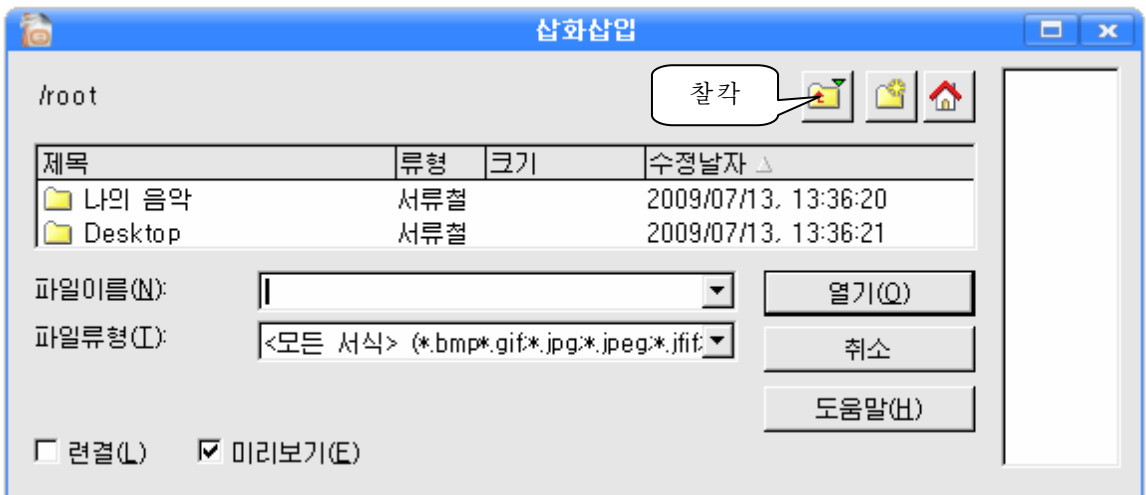 삽화삽입
/root
찰칵
제목 류형 크기 수정날자
나의 음악 서류철 2009/07/13, 13:36:20
Desktop 서류철 2009/07/13, 13:36:21
파일이름(N):
열기(O)
파일류형(T): <모든 서식> (*.bmp*.gif;*.jpg;*.jpeg;*.jfif;
취소
도움말(H)
련결(L) 미리보기(E)